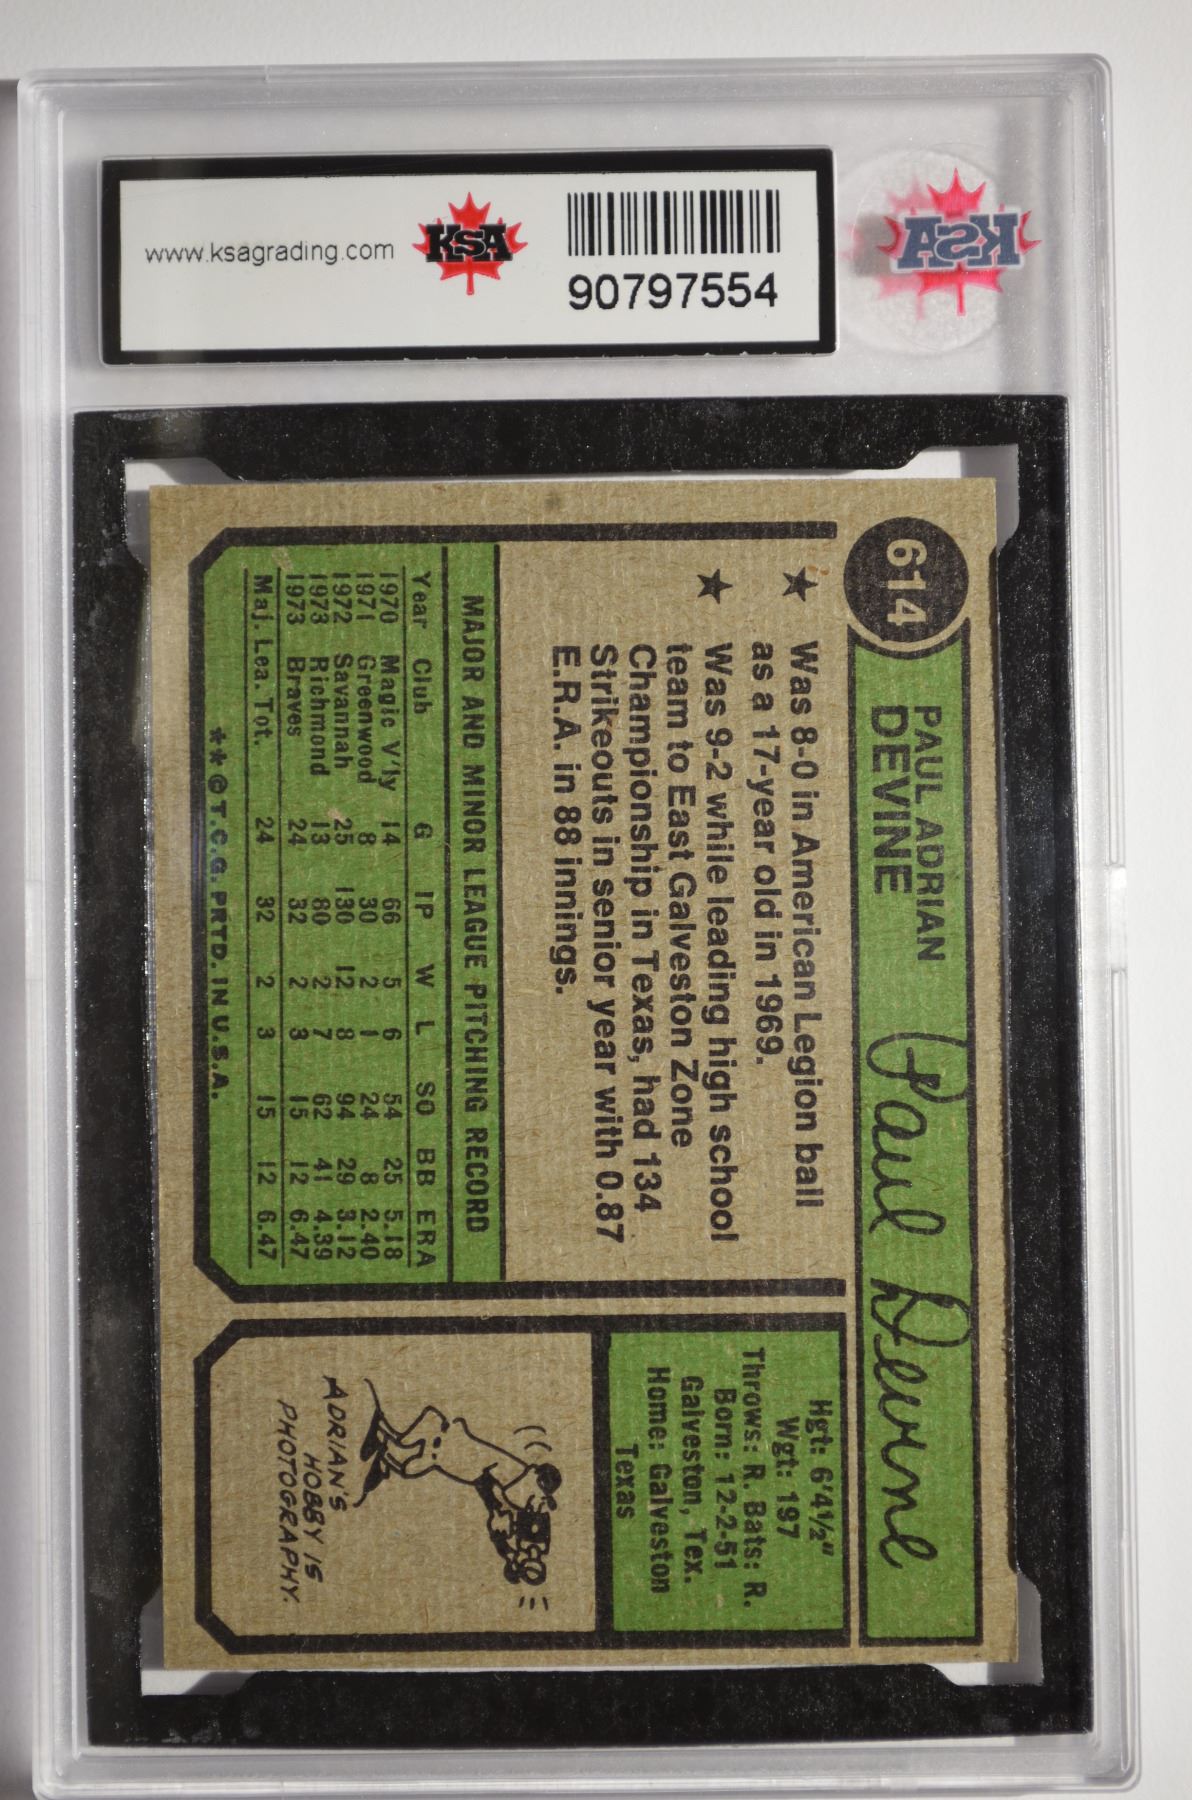 www.ksagrading.com
KSA
90797554
KSA
614
PAUL ADRIAN
DEVINE
Paul Devine
★ Was 8-0 in American Legion ball
as a 17-year old in 1969.
★ Was 9-2 while leading high school
team to East Galveston Zone
Championship in Texas, had 134
Strikeouts in senior year with 0.87
E.R.A. in 88 innings.
MAJOR AND MINOR LEAGUE PITCHING RECORD
Year Club G IP W L SO BB ERA
1970 Magic V'ly 14 66 5 6 54 25 5.18
1971 Greenwood 8 30 2 1 24 8 2.40
1972 Savannah 25 130 12 8 94 29 3.12
1973 Richmond 13 80 2 7 62 41 4.39
1973 Braves 24 32 2 3 15 12 6.47
Maj. Lea. Tot. 24 32 2 3 15 12 6.47
**©T.C.G. PRTD. IN U.S.A.
Hgt: 6'4½"
Wgt: 197
Throws: R. Bats: R.
Born: 12-2-51
Galveston, Tex.
Home: Galveston
Texas
ADRIAN'S
HOBBY IS
PHOTOGRAPHY.